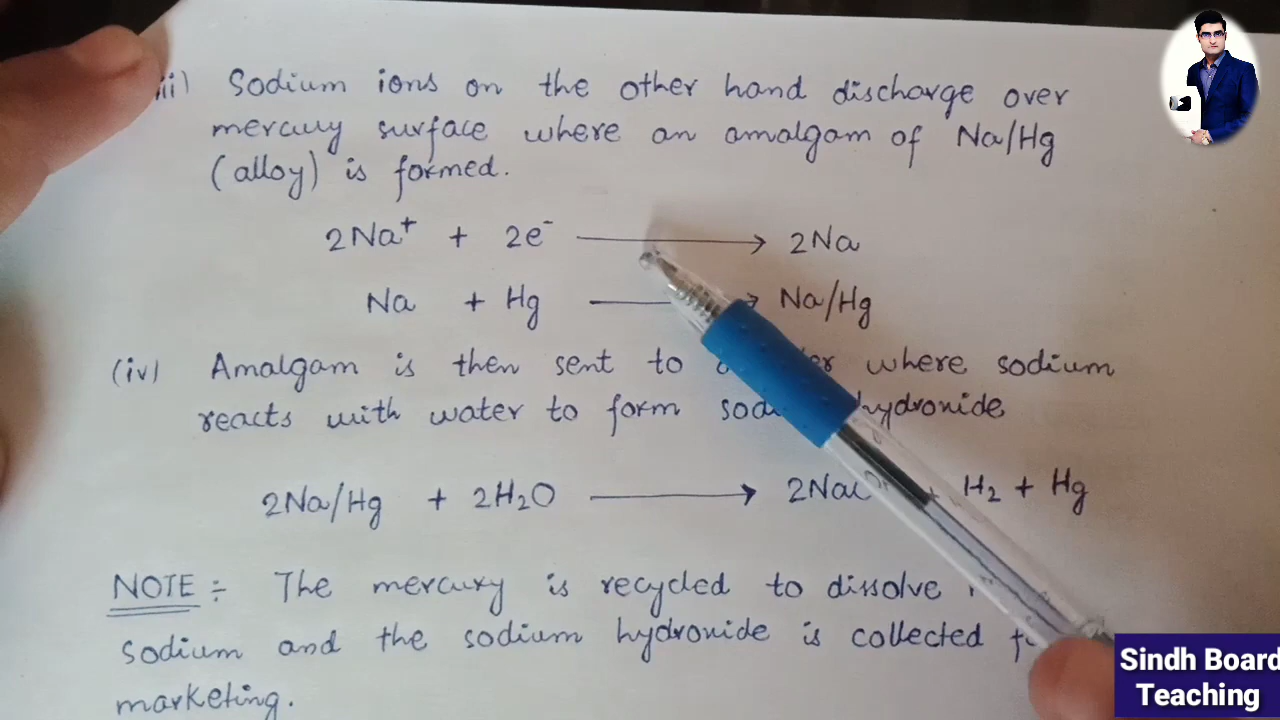 iii) Sodium ions on the other hand discharge over
mercury surface where an amalgam of Na/Hg
(alloy) is formed.
2Na⁺ + 2e⁻ ⟶ 2Na
Na + Hg ⟶ Na/Hg
(iv) Amalgam is then sent to where sodium
reacts with water to form hydroxide
2Na/Hg + 2H₂O ⟶ H₂ + Hg
NOTE ÷ The mercury is recycled to dissolve
sodium and the sodium hydroxide is collected
marketing.
Sindh Board
Teaching